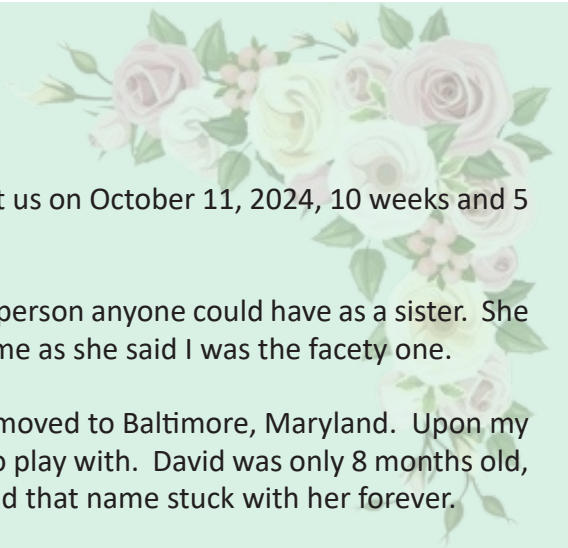 t us on October 11, 2024, 10 weeks and 5
person anyone could have as a sister.  She
me as she said I was the facety one.
moved to Baltimore, Maryland.  Upon my
play with.  David was only 8 months old,
d that name stuck with her forever.